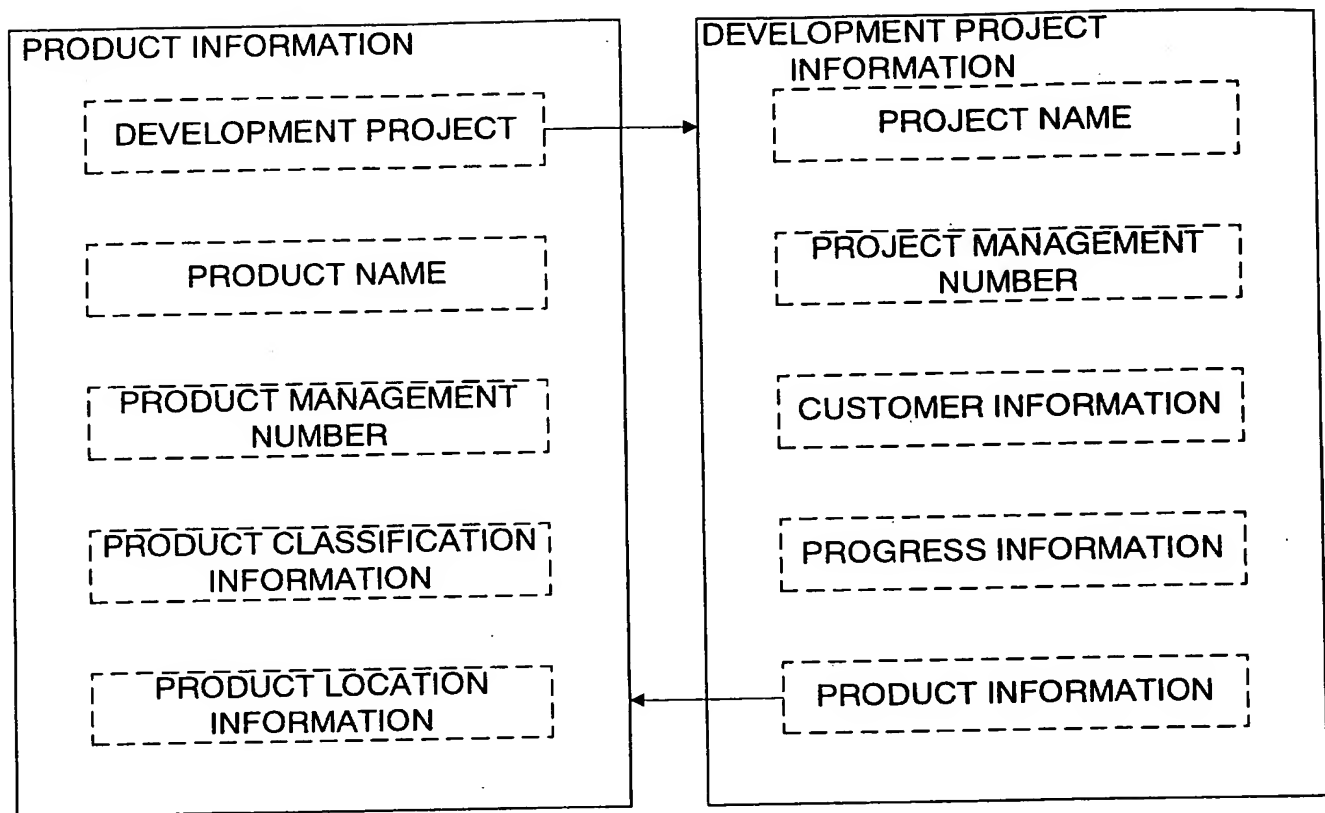 PRODUCT INFORMATION
DEVELOPMENT PROJECT
PRODUCT NAME
PRODUCT MANAGEMENT
NUMBER
PRODUCT CLASSIFICATION
INFORMATION
PRODUCT LOCATION
INFORMATION
DEVELOPMENT PROJECT
INFORMATION
PROJECT NAME
PROJECT MANAGEMENT
NUMBER
CUSTOMER INFORMATION
PROGRESS INFORMATION
PRODUCT INFORMATION